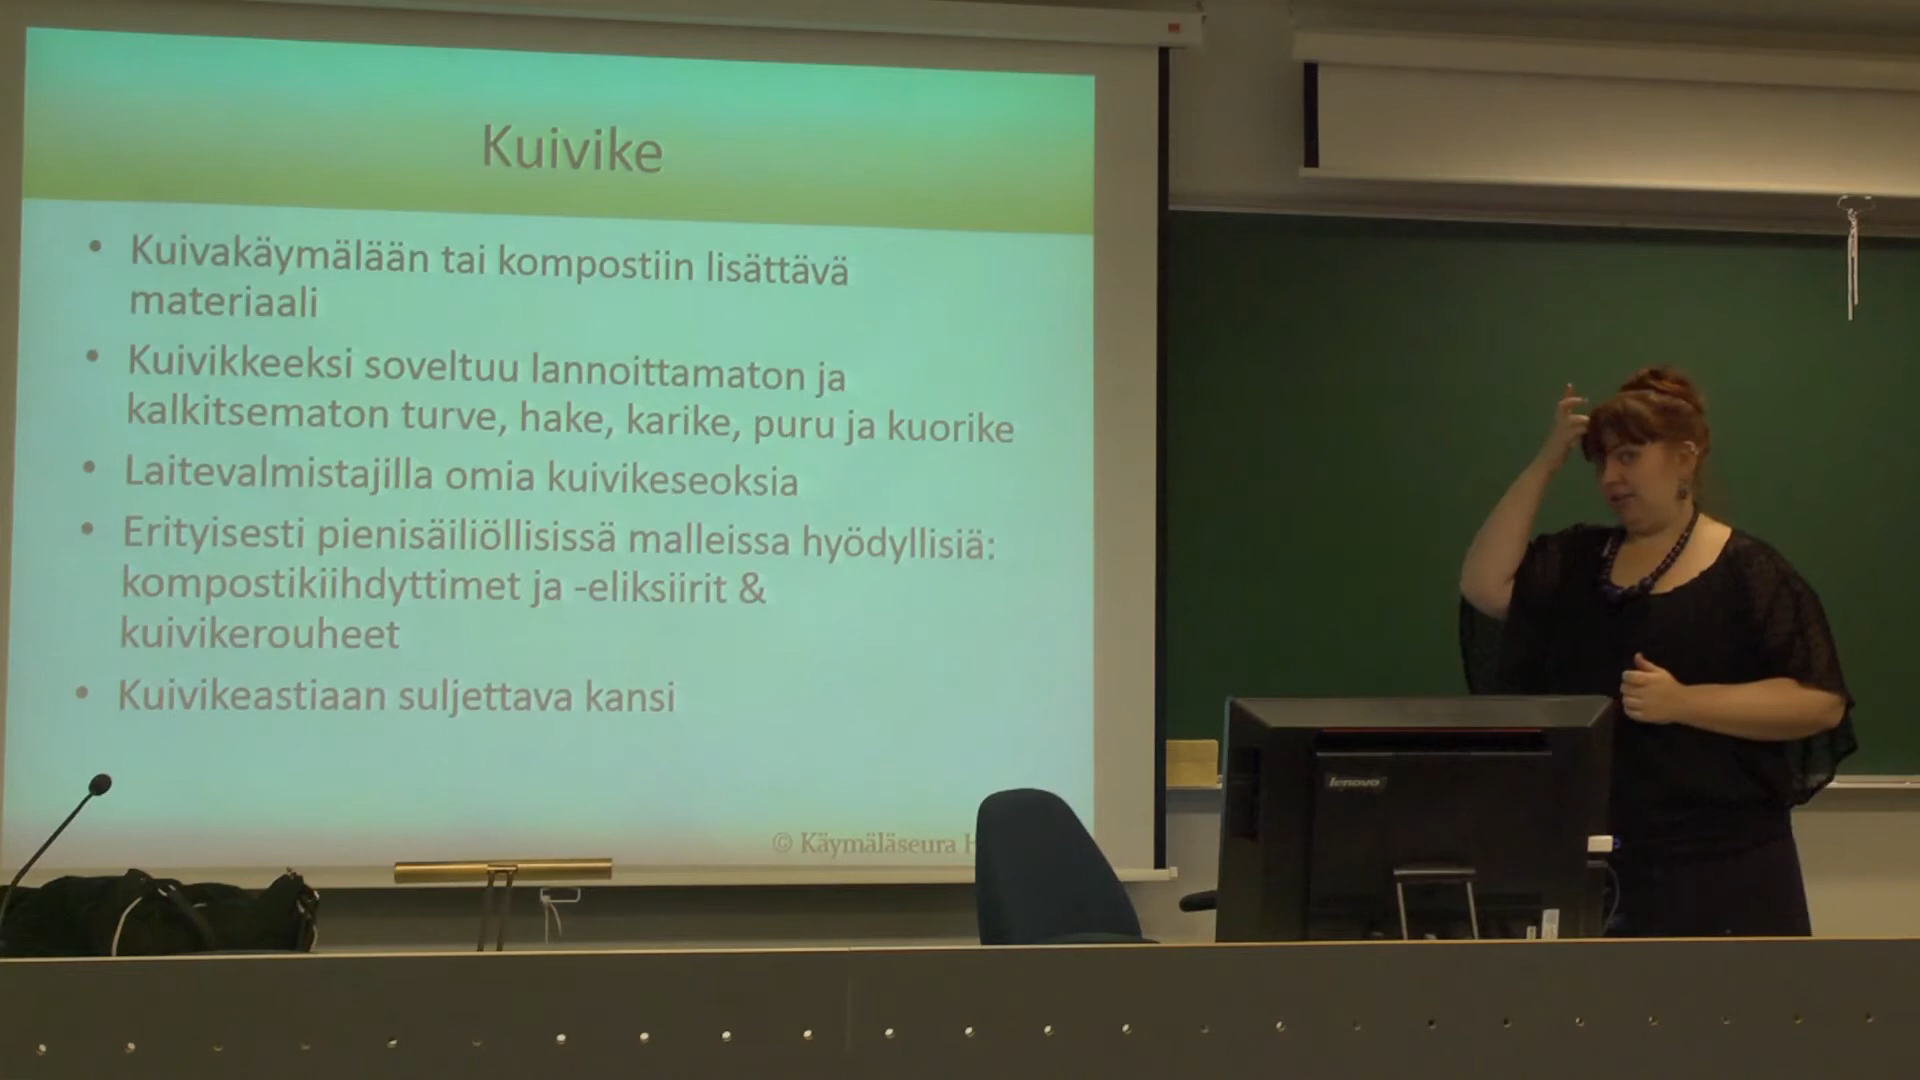 Kuivike
• Kuivakäymälään tai kompostiin lisättävä
materiaali
• Kuivikkeeksi soveltuu lannoittamaton ja
kalkitsematon turve, hake, karike, puru ja kuorike
• Laitevalmistajilla omia kuivikeseoksia
• Erityisesti pienisäiliöllisissä malleissa hyödyllisiä:
kompostikiihdyttimet ja -eliksiirit &
kuivikerouheet
• Kuivikeastiaan suljettava kansi
© Käymäläseura
lenovo